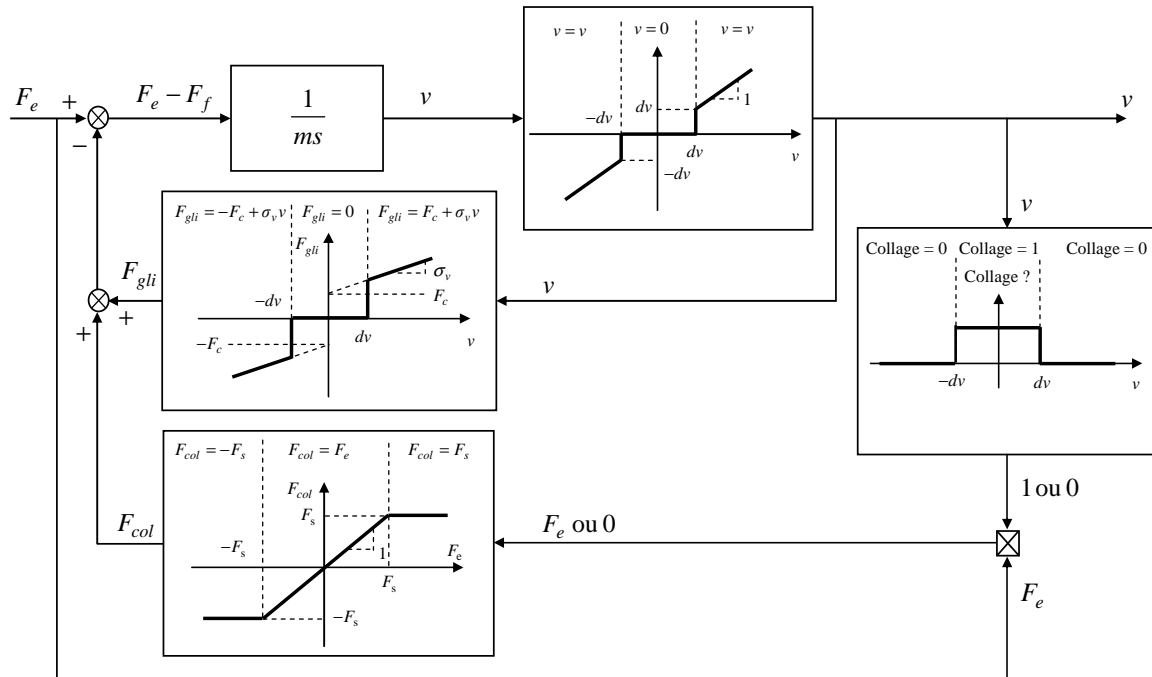 v = v   v = 0   v = v
dv
1
−dv
dv
v
−dv
F_e
+
−
F_e − F_f
1
ms
v
v
F_gli = −F_c + σ_v v   F_gli = 0   F_gli = F_c + σ_v v
F_gli
σ_v
F_c
−dv
dv
v
−F_c
F_gli
+
+
v
v
Collage = 0   Collage = 1   Collage = 0
Collage ?
−dv
dv
v
1 ou 0
F_col = −F_s   F_col = F_e   F_col = F_s
F_col
F_s
−F_s
1
F_e
F_s
−F_s
F_col
F_e ou 0
F_e